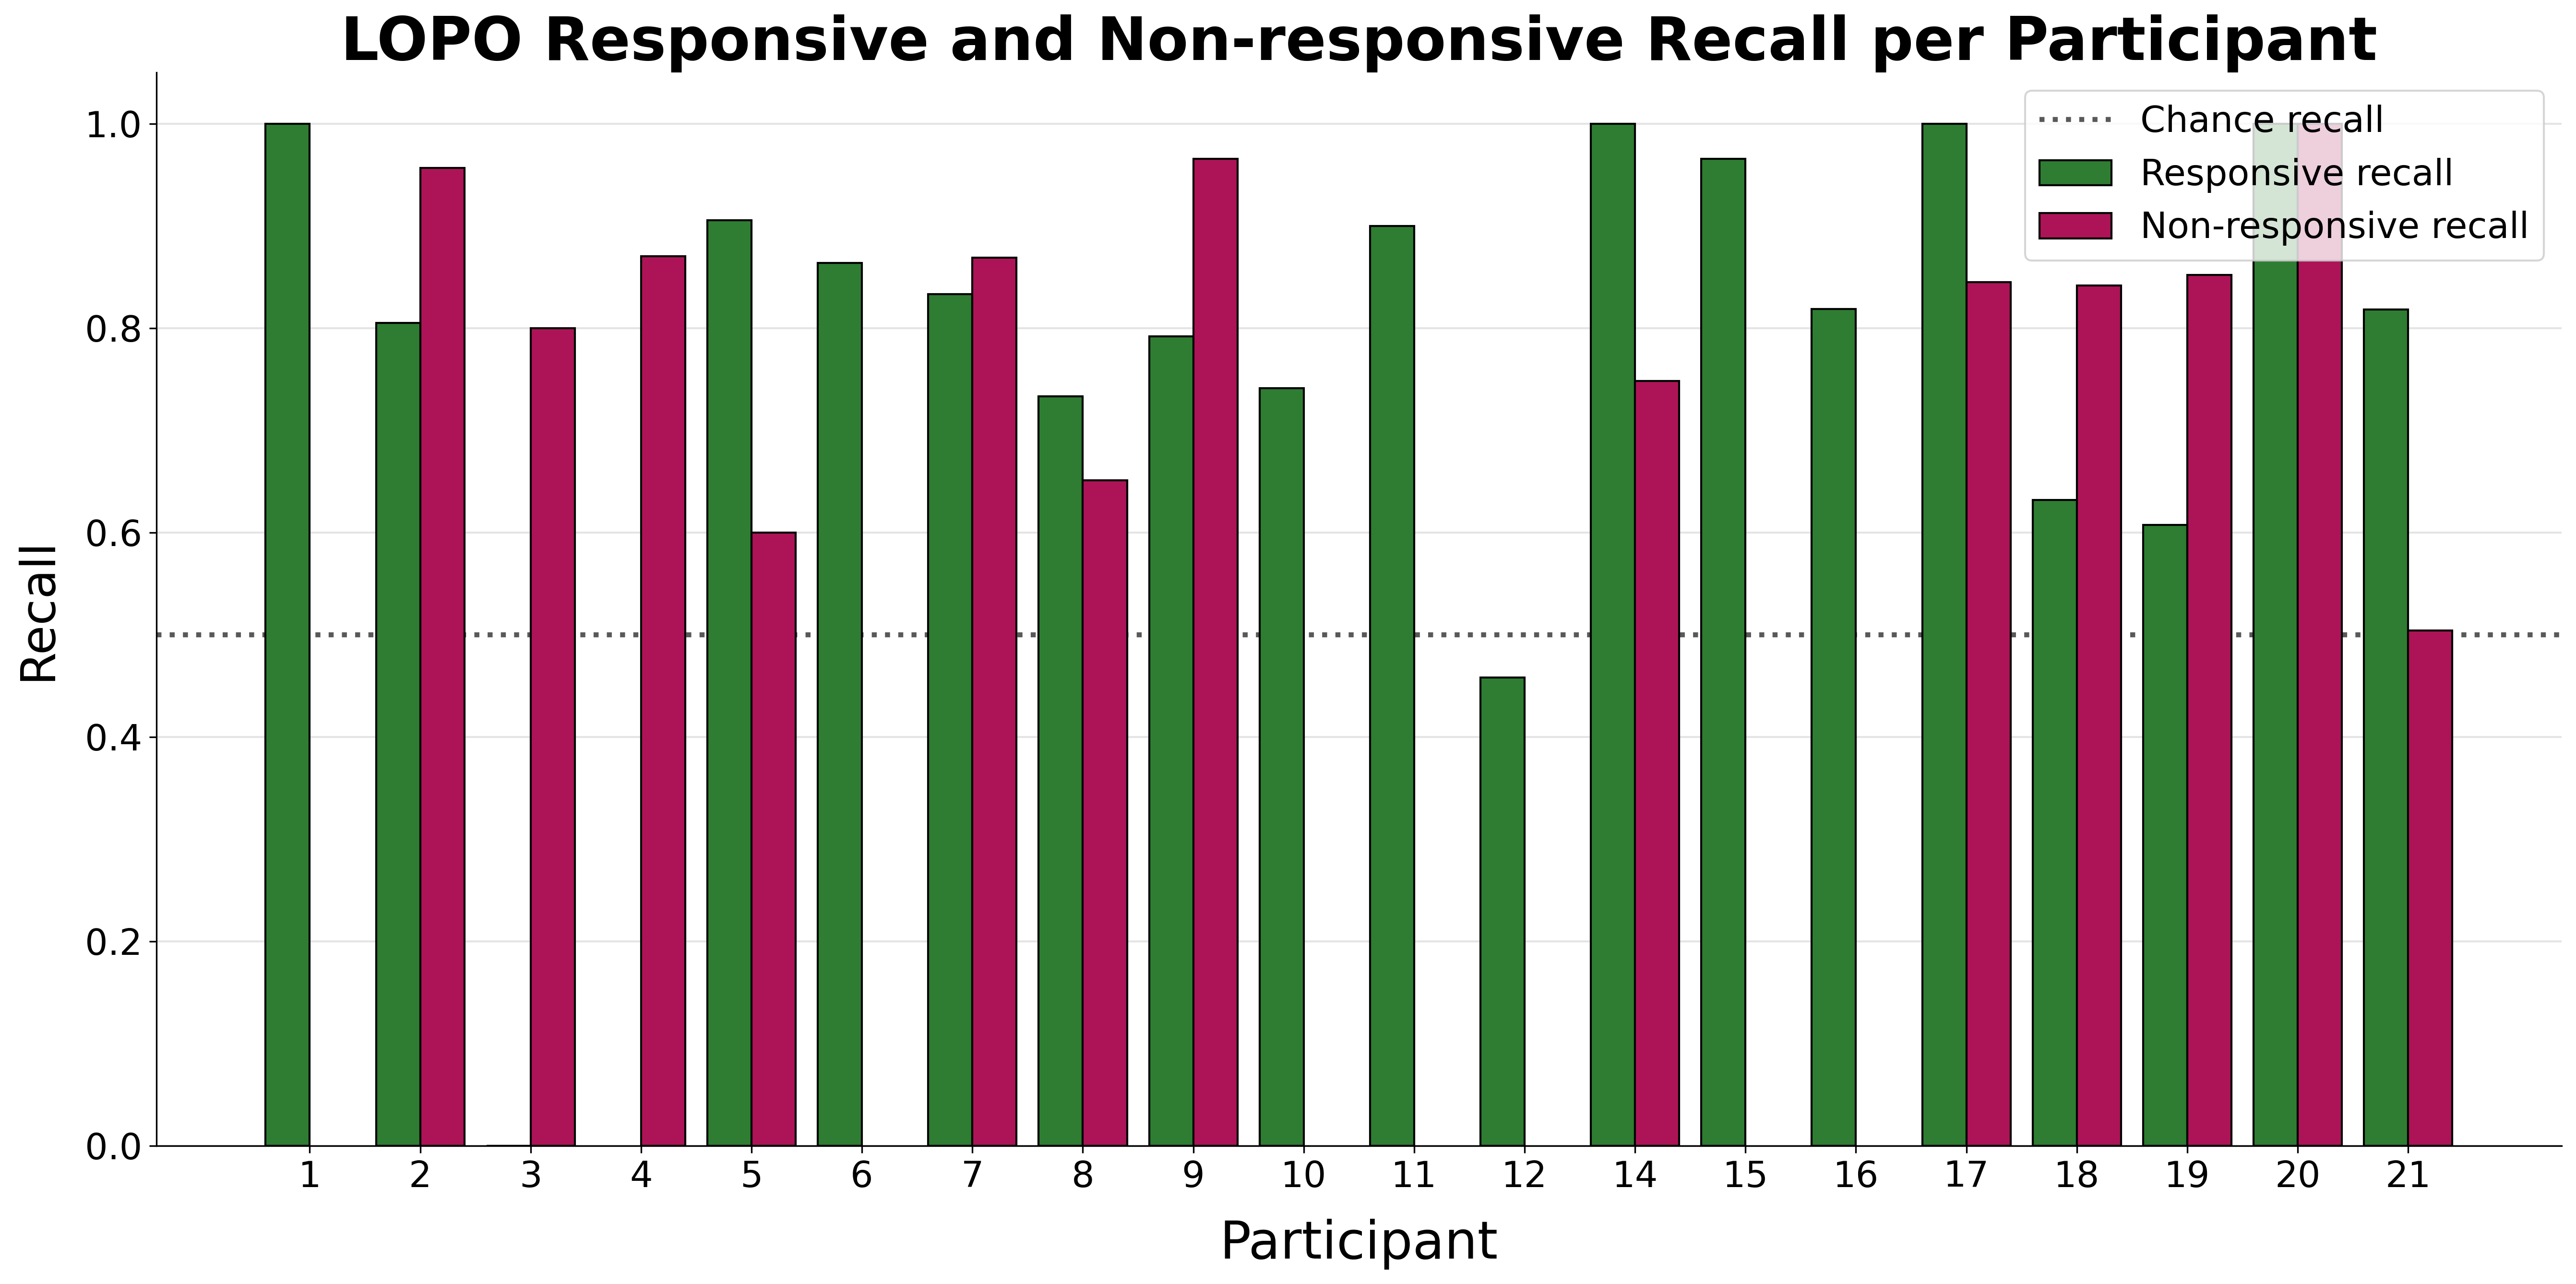 LOPO Responsive and Non-responsive Recall per Participant
Chance recall
Responsive recall
Non-responsive recall
1.0
0.8
0.6
0.4
0.2
0.0
Recall
1 2 3 4 5 6 7 8 9 10 11 12 14 15 16 17 18 19 20 21
Participant